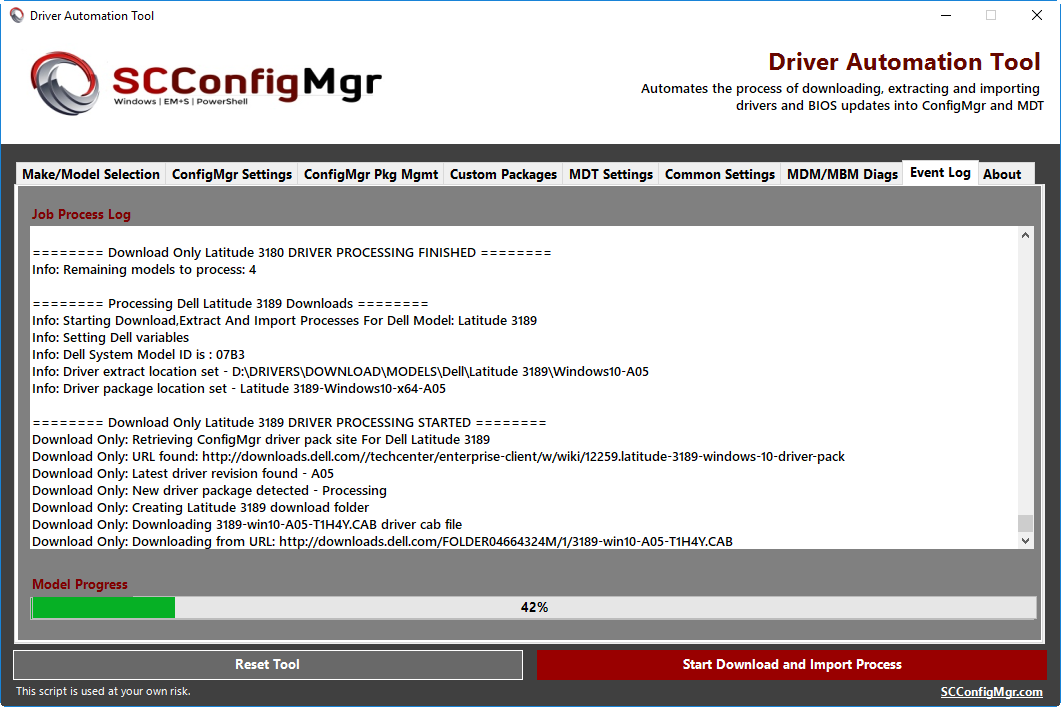 Driver Automation Tool
SCConfigMgr
Windows | EM+S | PowerShell
Driver Automation Tool
Automates the process of downloading, extracting and importing
drivers and BIOS updates into ConfigMgr and MDT
Make/Model Selection ConfigMgr Settings ConfigMgr Pkg Mgmt Custom Packages MDT Settings Common Settings MDM/MBM Diags Event Log About
Job Process Log
======== Download Only Latitude 3180 DRIVER PROCESSING FINISHED ========
Info: Remaining models to process: 4
======== Processing Dell Latitude 3189 Downloads ========
Info: Starting Download,Extract And Import Processes For Dell Model: Latitude 3189
Info: Setting Dell variables
Info: Dell System Model ID is : 07B3
Info: Driver extract location set - D:\DRIVERS\DOWNLOAD\MODELS\Dell\Latitude 3189\Windows10-A05
Info: Driver package location set - Latitude 3189-Windows10-x64-A05
======== Download Only Latitude 3189 DRIVER PROCESSING STARTED ========
Download Only: Retrieving ConfigMgr driver pack site For Dell Latitude 3189
Download Only: URL found: http://downloads.dell.com//techcenter/enterprise-client/w/wiki/12259.latitude-3189-windows-10-driver-pack
Download Only: Latest driver revision found - A05
Download Only: New driver package detected - Processing
Download Only: Creating Latitude 3189 download folder
Download Only: Downloading 3189-win10-A05-T1H4Y.CAB driver cab file
Download Only: Downloading from URL: http://downloads.dell.com/FOLDER04664324M/1/3189-win10-A05-T1H4Y.CAB
Model Progress
42%
Reset Tool Start Download and Import Process
This script is used at your own risk. SCConfigMgr.com